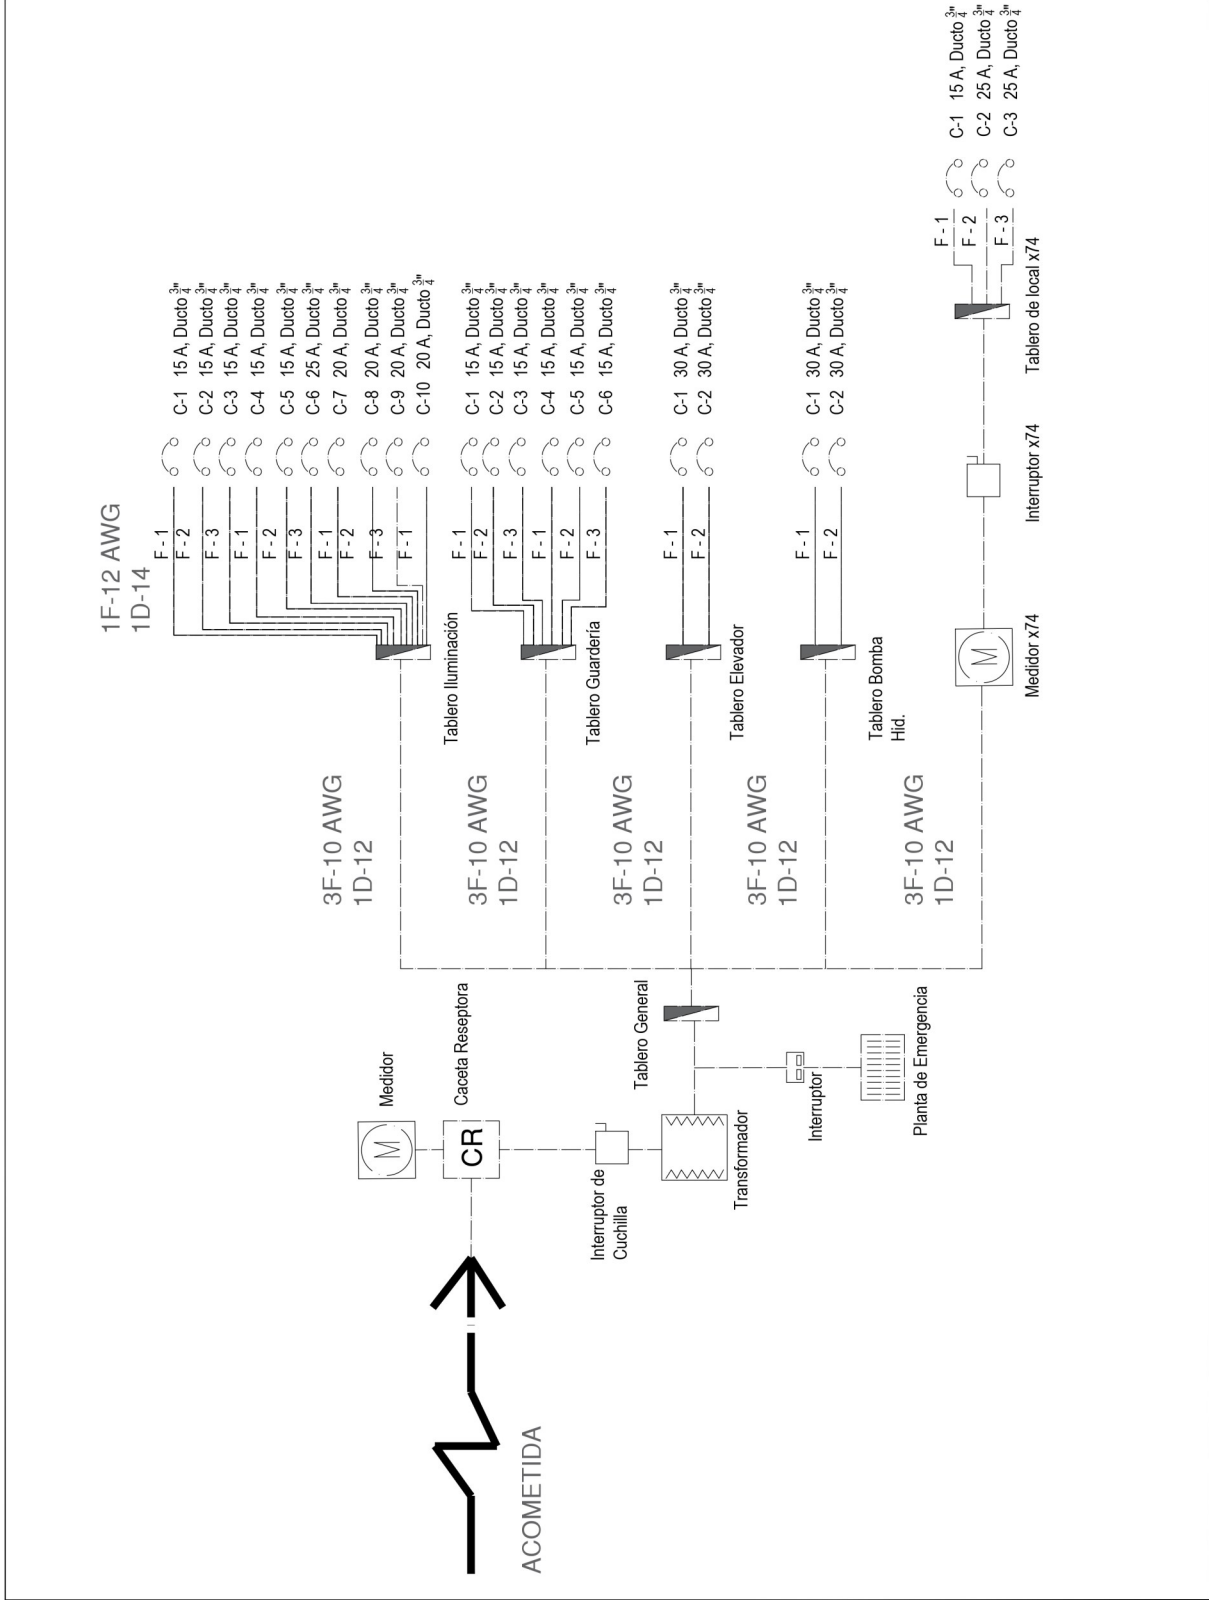 ACOMETIDA
Medidor
CR
Caceta Reseptora
Interruptor de
Cuchilla
Transformador
Interruptor
Planta de Emergencia
Tablero General
3F-10 AWG
1D-12
Tablero Iluminación
1F-12 AWG
1D-14
F - 1
C-1 15 A, Ducto 3/4"
F - 2
C-2 15 A, Ducto 3/4"
F - 3
C-3 15 A, Ducto 3/4"
F - 1
C-4 15 A, Ducto 3/4"
F - 2
C-5 15 A, Ducto 3/4"
F - 3
C-6 25 A, Ducto 3/4"
F - 1
C-7 20 A, Ducto 3/4"
F - 2
C-8 20 A, Ducto 3/4"
F - 3
C-9 20 A, Ducto 3/4"
F - 1
C-10 20 A, Ducto 3/4"
3F-10 AWG
1D-12
Tablero Guardería
F - 1
C-1 15 A, Ducto 3/4"
F - 2
C-2 15 A, Ducto 3/4"
F - 3
C-3 15 A, Ducto 3/4"
F - 1
C-4 15 A, Ducto 3/4"
F - 2
C-5 15 A, Ducto 3/4"
F - 3
C-6 15 A, Ducto 3/4"
3F-10 AWG
1D-12
Tablero Elevador
F - 1
C-1 30 A, Ducto 3/4"
F - 2
C-2 30 A, Ducto 3/4"
3F-10 AWG
1D-12
Tablero Bomba
Hid.
F - 1
C-1 30 A, Ducto 3/4"
F - 2
C-2 30 A, Ducto 3/4"
3F-10 AWG
1D-12
M
Medidor x74
Interruptor x74
Tablero de local x74
F - 1
C-1 15 A, Ducto 3/4"
F - 2
C-2 25 A, Ducto 3/4"
F - 3
C-3 25 A, Ducto 3/4"
M